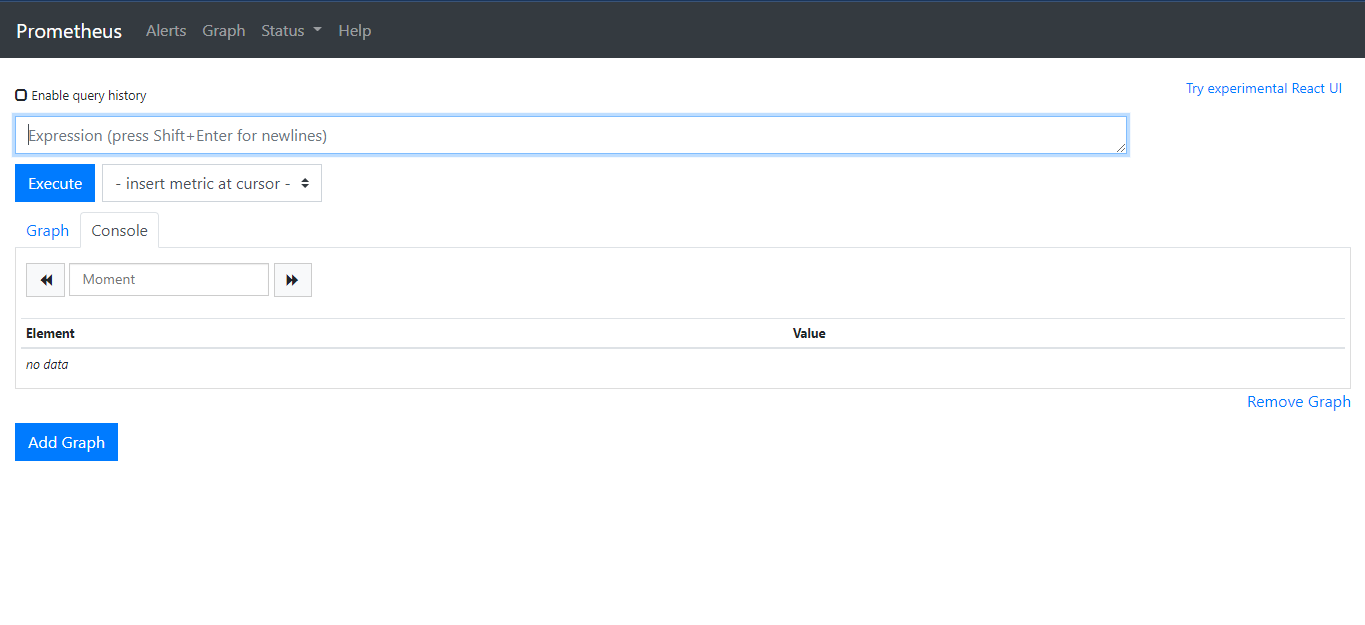 Prometheus Alerts Graph Status Help
Enable query history
Try experimental React UI
Expression (press Shift+Enter for newlines)
Execute - insert metric at cursor -
Graph Console
Moment
Element Value
no data
Remove Graph
Add Graph